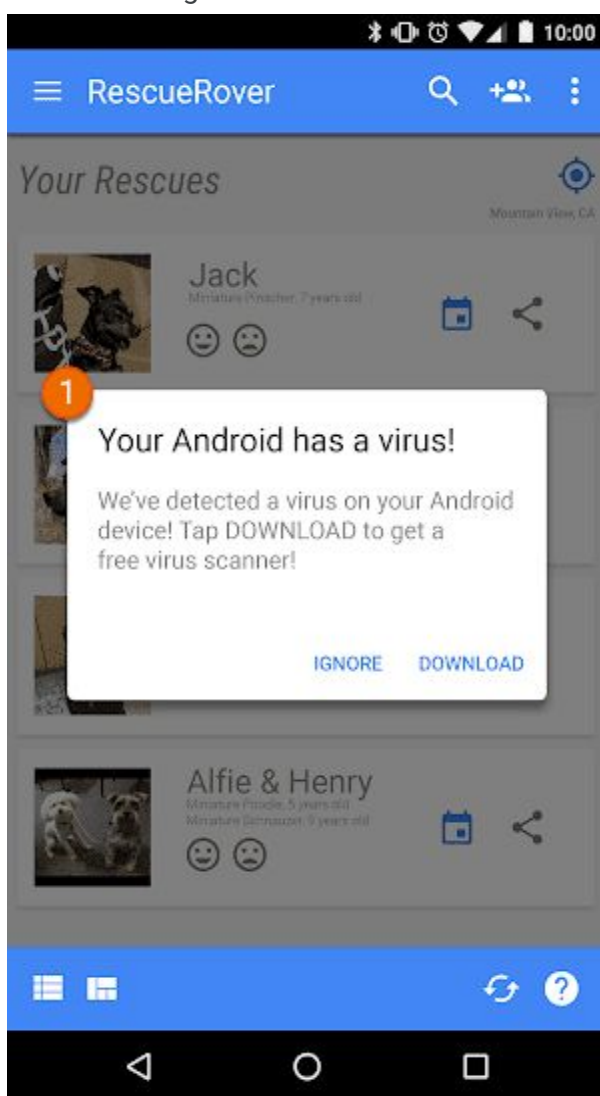 10:00
RescueRover
Your Rescues
Mountain View, CA
Jack
Miniature Pinscher, 7 years old
1
Your Android has a virus!
We've detected a virus on your Android
device! Tap DOWNLOAD to get a
free virus scanner!
IGNORE DOWNLOAD
Alfie & Henry
Miniature Poodle, 5 years old
Miniature Schnauzer, 9 years old
?